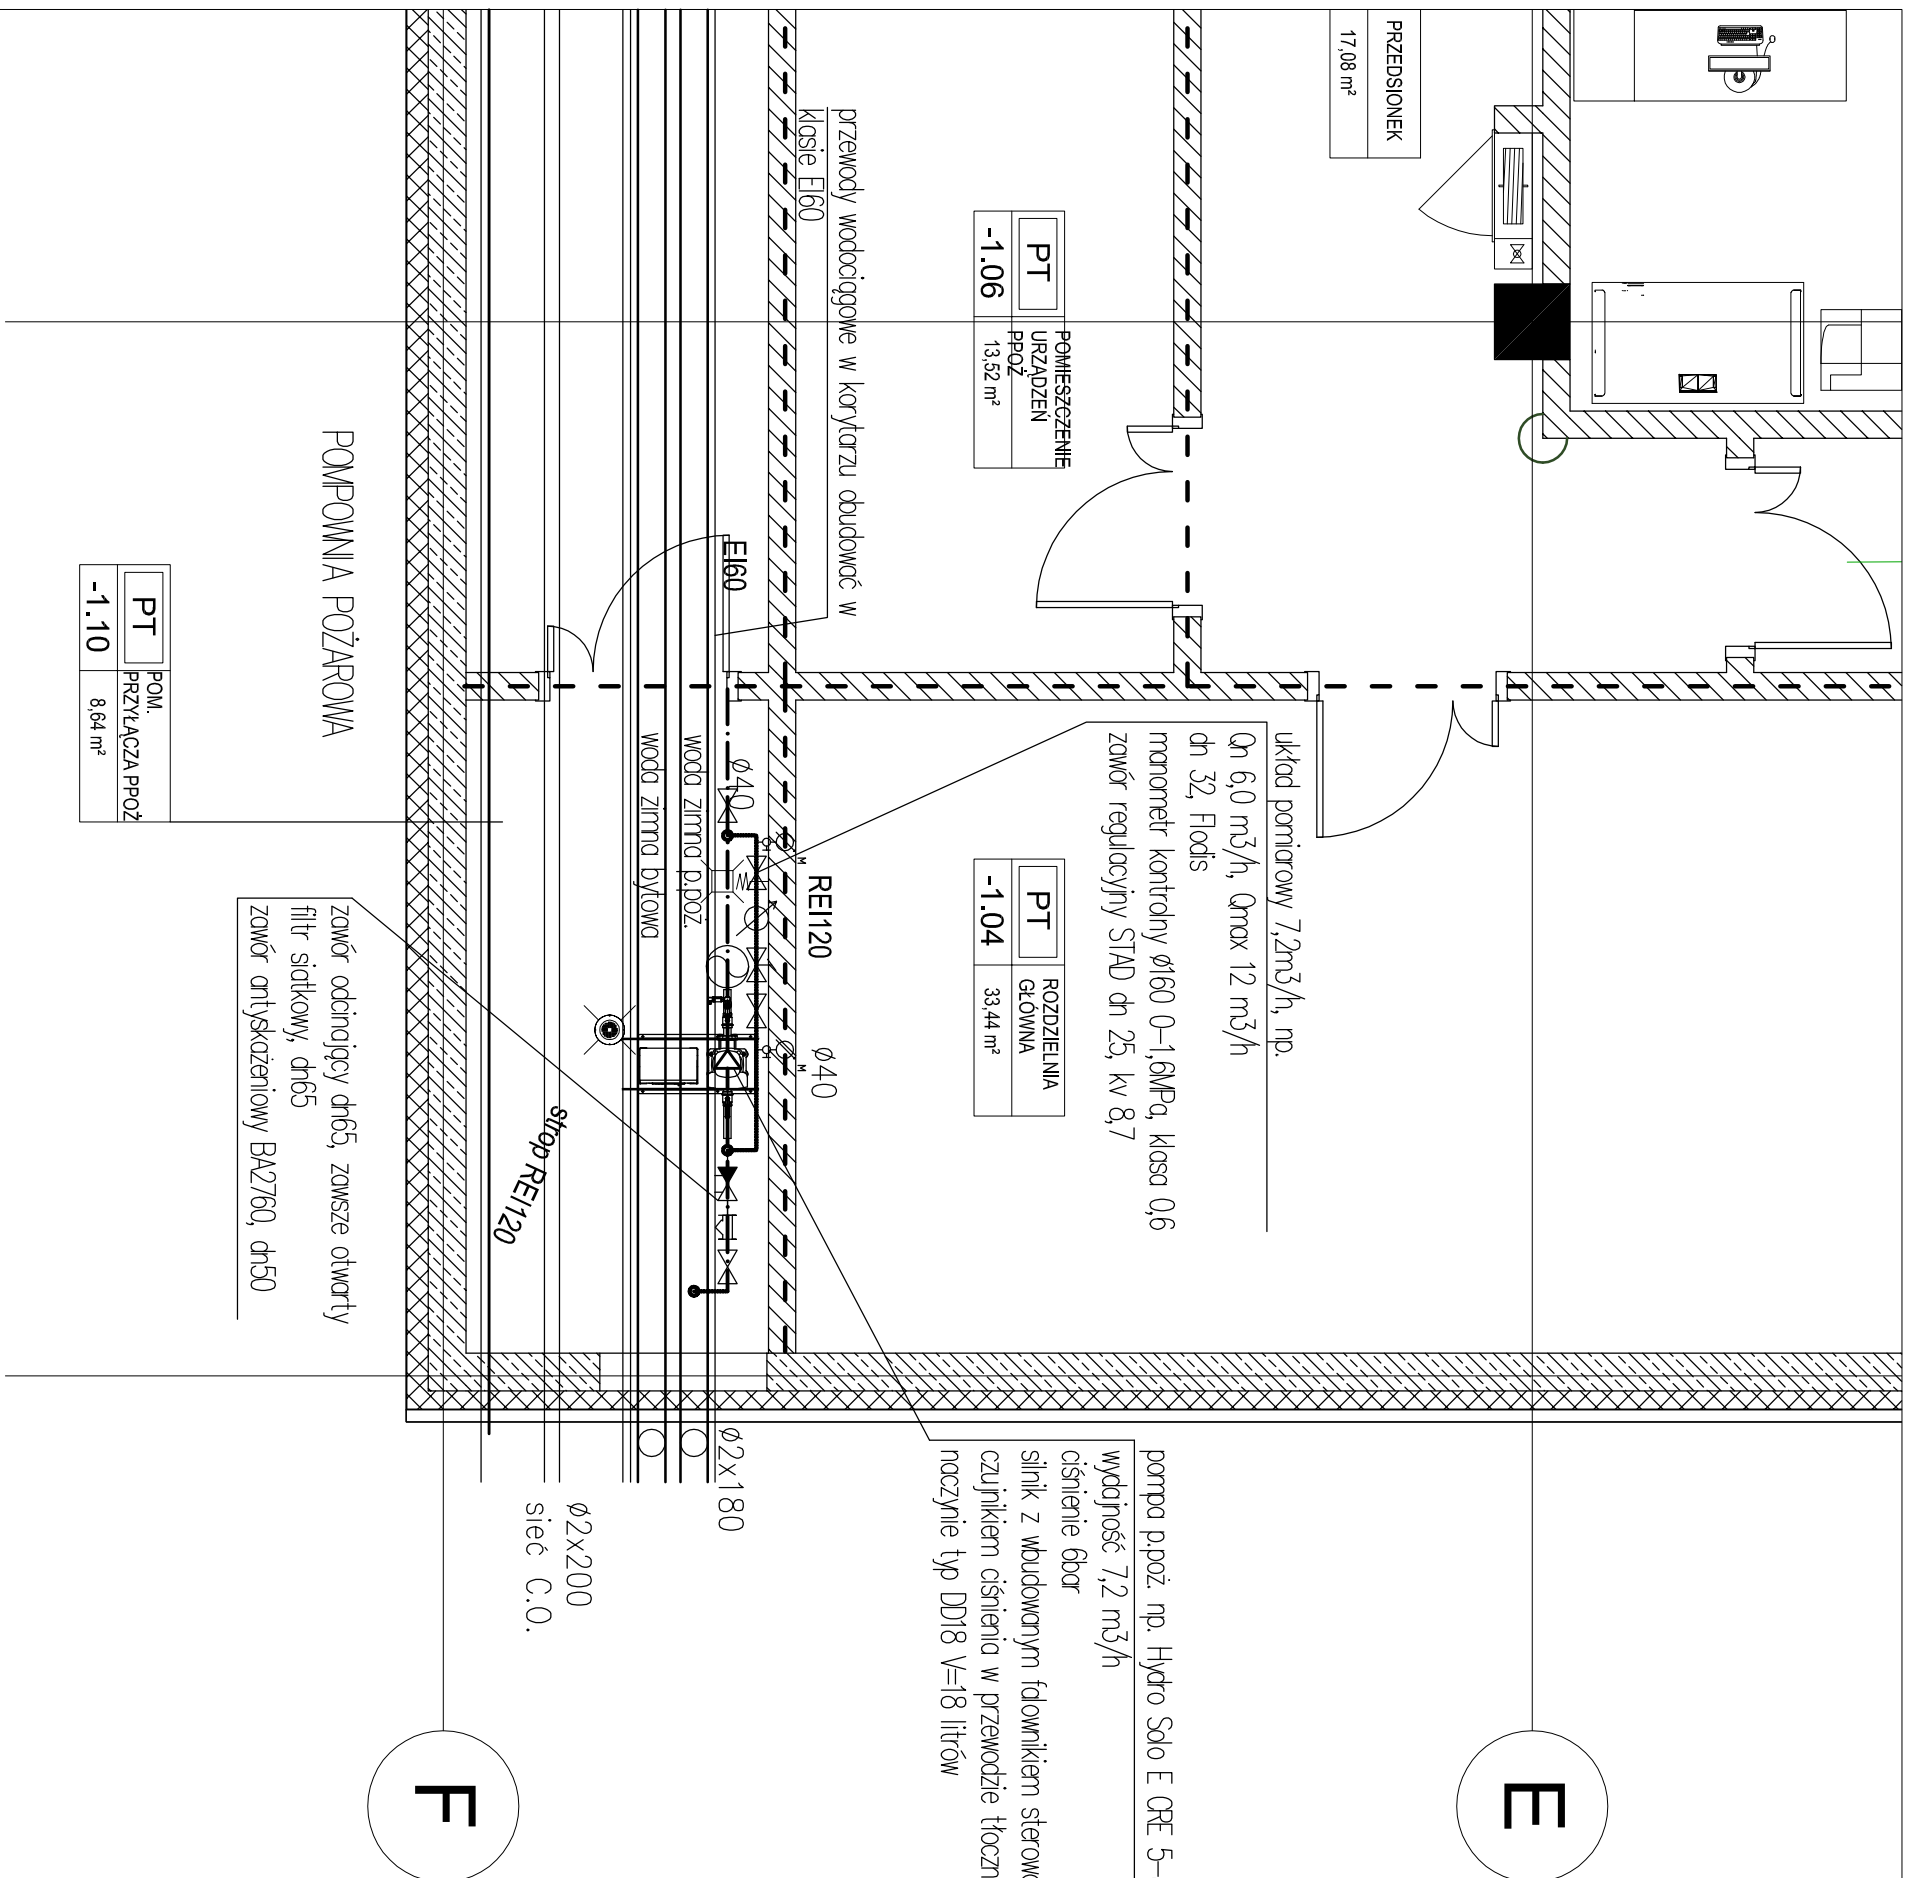 PRZEDSIONEK
17,08 m²
przewody wodociągowe w korytarzu obudować w
klasie EI60
PT
-1.06
POMIESZCZENIE
URZĄDZEŃ
PPOŻ
13,52 m²
EI60
POMPOWNIA POŻAROWA
PT
-1.10
POM.
PRZYŁĄCZA PPOŻ
8,64 m²
układ pomiarowy 7,2m3/h, np.
Qn 6,0 m3/h, Qmax 12 m3/h
dn 32, Flodis
manometr kontrolny Ø160 0-1,6MPa, klasa 0,6
zawór regulacyjny STAD dn 25, kv 8,7
Ø40
woda zimna p.poż.
woda zimna bytowa
M
REI120
M
Ø40
PT
-1.04
ROZDZIELNIA
GŁÓWNA
33,44 m²
strop REI120
zawór odcinający dn65, zawsze otwarty
filtr siatkowy, dn65
zawór antyskażeniowy BA2760, dn50
Ø2x180
Ø2x200
sieć C.O.
pompa p.poż. np. Hydro Solo E CRE 5-
wydajność 7,2 m3/h
ciśnienie 6bar
silnik z wbudowanym falownikiem sterowa
czujnikiem ciśnienia w przewodzie tłoczn
naczynie typ DD18 V=18 litrów
E
F